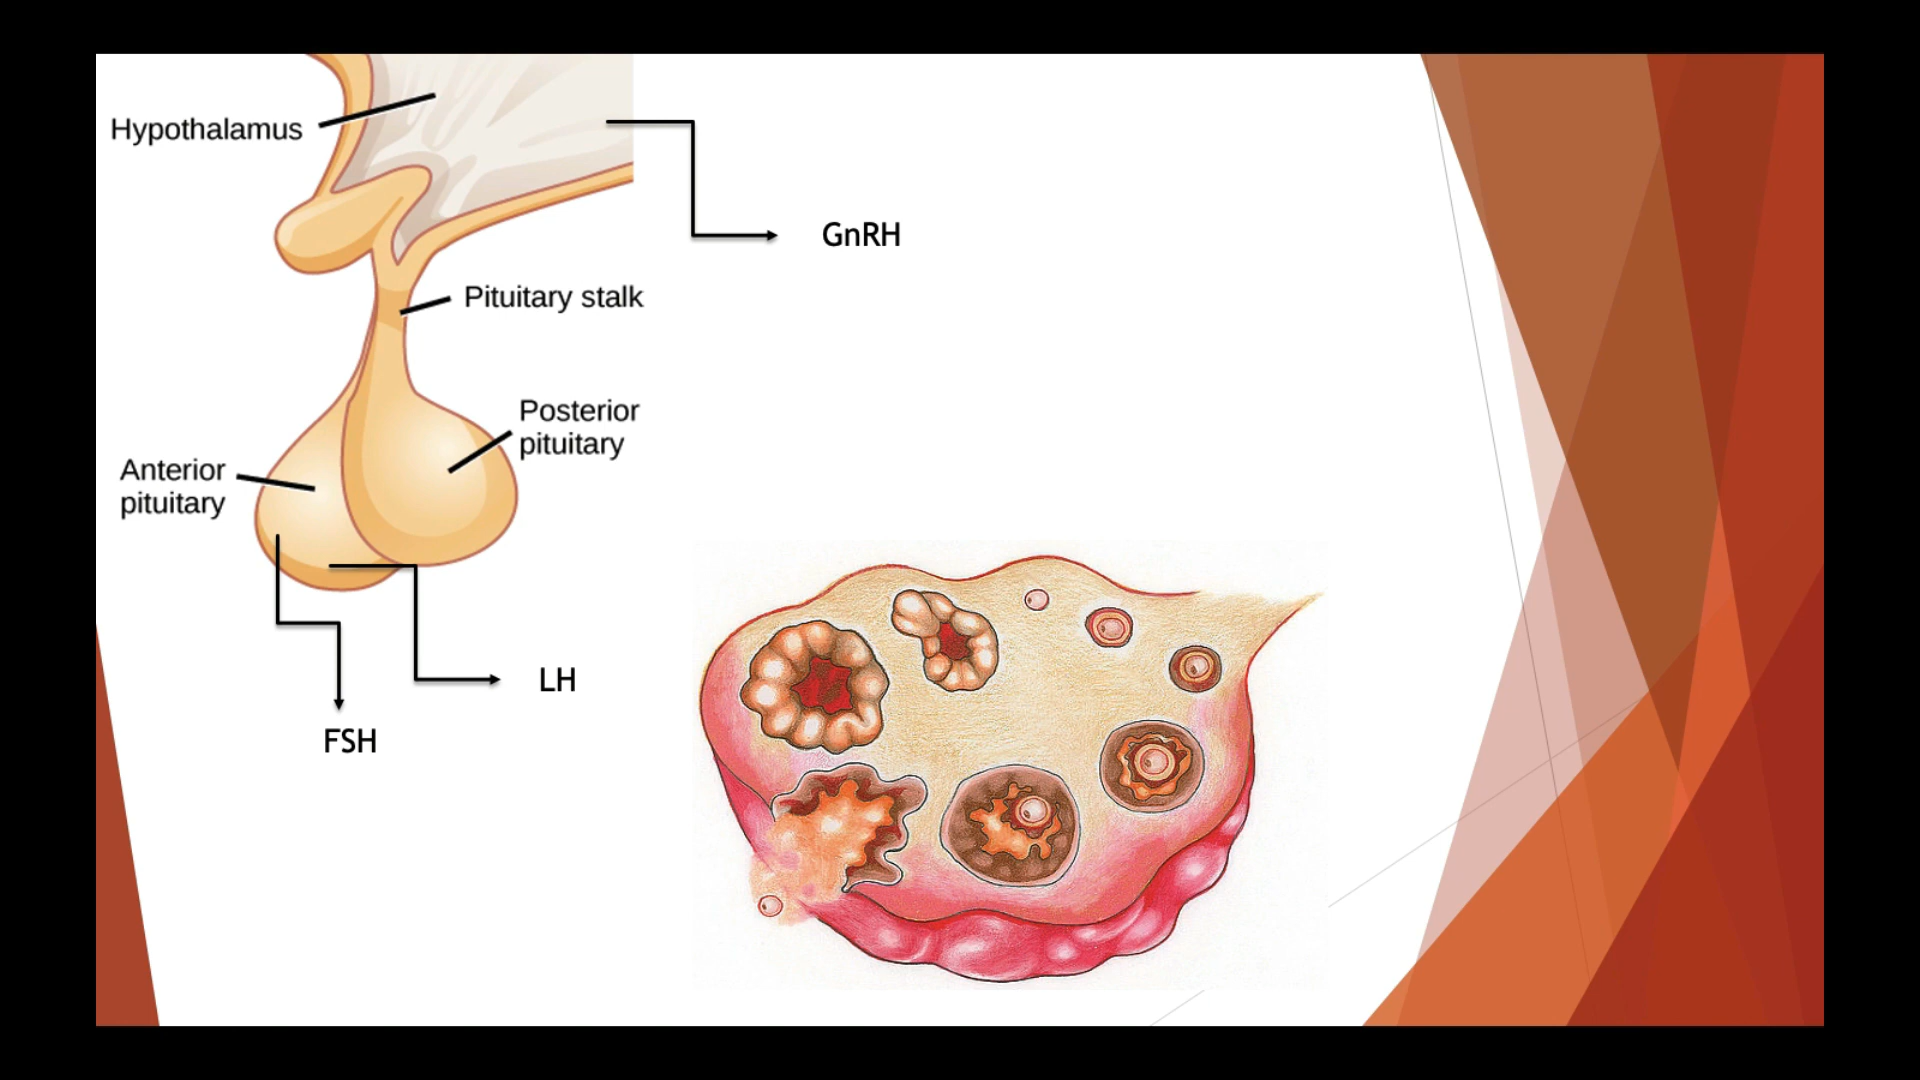 Hypothalamus
GnRH
Pituitary stalk
Posterior
pituitary
Anterior
pituitary
LH
FSH